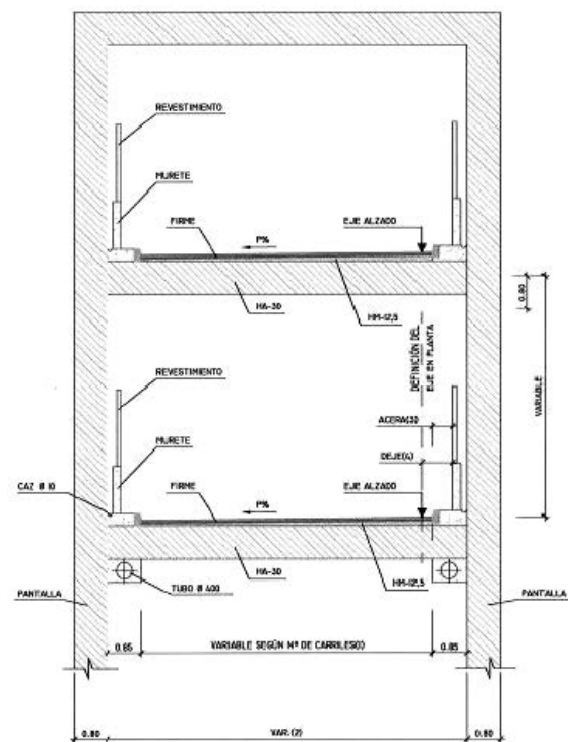 REVESTIMIENTO
MURETE
FIRME
P%
EJE ALZADO
HA-30
HM-12,5
0.80
DEFINICIÓN DEL
EJE EN PLANTA
VARIABLE
REVESTIMIENTO
ACERA(3)
MURETE
DEJE(4)
CAZ Ø 10
FIRME
P%
EJE ALZADO
HA-30
HM-12,5
TUBO Ø 400
PANTALLA
PANTALLA
0.85
VARIABLE SEGÚN Nº DE CARRILES(1)
0.85
0.80
VAR. (2)
0.80